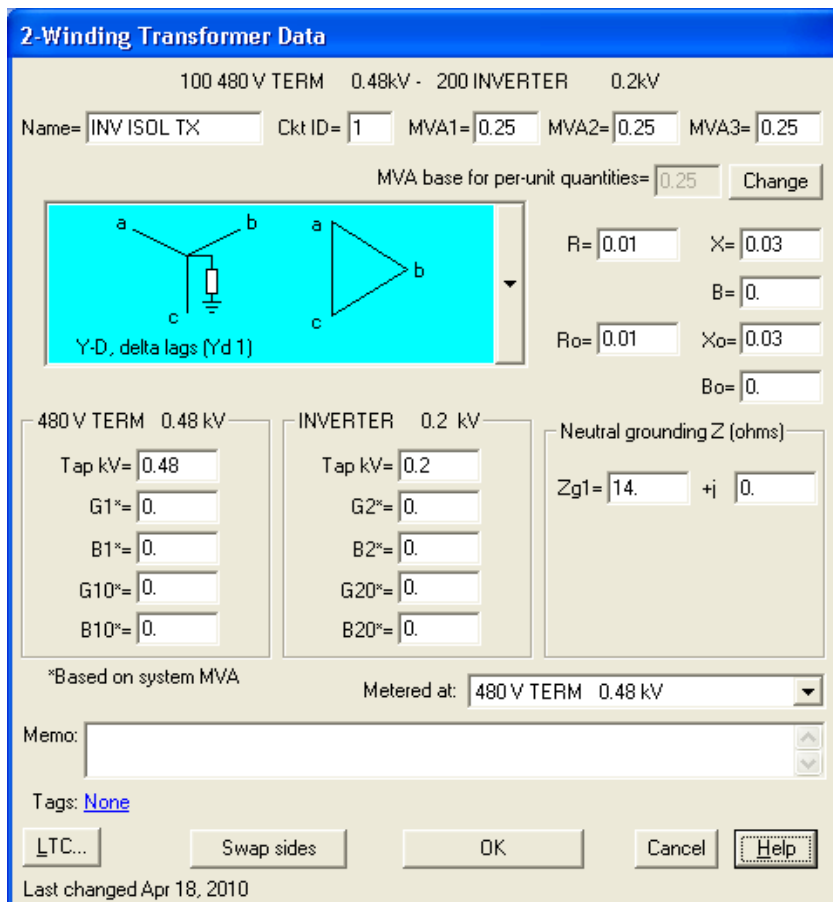 2-Winding Transformer Data
100 480 V TERM 0.48kV - 200 INVERTER 0.2kV
Name= INV ISOL TX Ckt ID= 1 MVA1= 0.25 MVA2= 0.25 MVA3= 0.25
MVA base for per-unit quantities= 0.25 Change
a b a b c c
Y-D, delta lags (Yd 1)
R= 0.01 X= 0.03
B= 0.
Ro= 0.01 Xo= 0.03
Bo= 0.
480 V TERM 0.48 kV
Tap kV= 0.48
G1*= 0.
B1*= 0.
G10*= 0.
B10*= 0.
INVERTER 0.2 kV
Tap kV= 0.2
G2*= 0.
B2*= 0.
G20*= 0.
B20*= 0.
Neutral grounding Z (ohms)
Zg1= 14. +j 0.
*Based on system MVA
Metered at: 480 V TERM 0.48 kV
Memo:
Tags: None
LTC... Swap sides OK Cancel Help
Last changed Apr 18, 2010